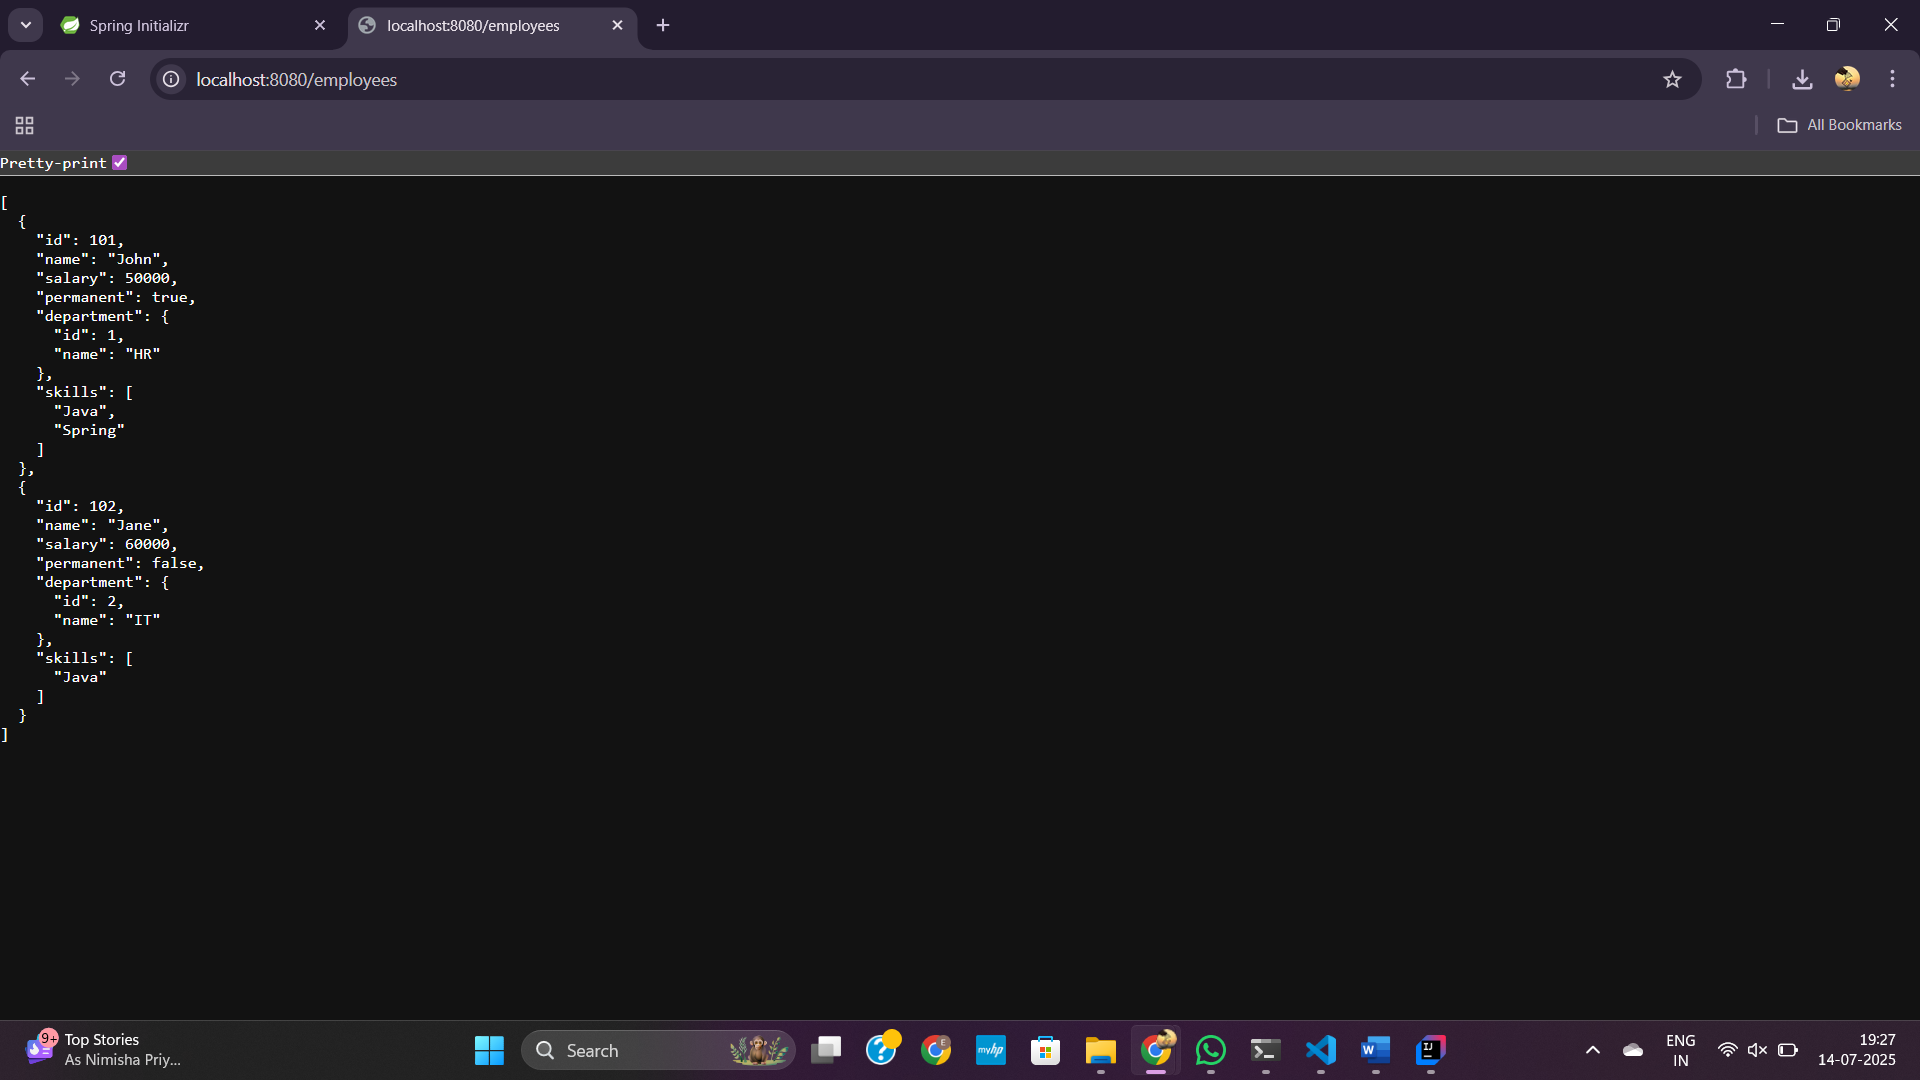 Spring Initializr
localhost:8080/employees
localhost:8080/employees
All Bookmarks
Pretty-print
[
  {
    "id": 101,
    "name": "John",
    "salary": 50000,
    "permanent": true,
    "department": {
      "id": 1,
      "name": "HR"
    },
    "skills": [
      "Java",
      "Spring"
    ]
  },
  {
    "id": 102,
    "name": "Jane",
    "salary": 60000,
    "permanent": false,
    "department": {
      "id": 2,
      "name": "IT"
    },
    "skills": [
      "Java"
    ]
  }
]
9+
Top Stories
As Nimisha Priy...
Search
E
myhp
W
IJ
ENG
IN
19:27
14-07-2025